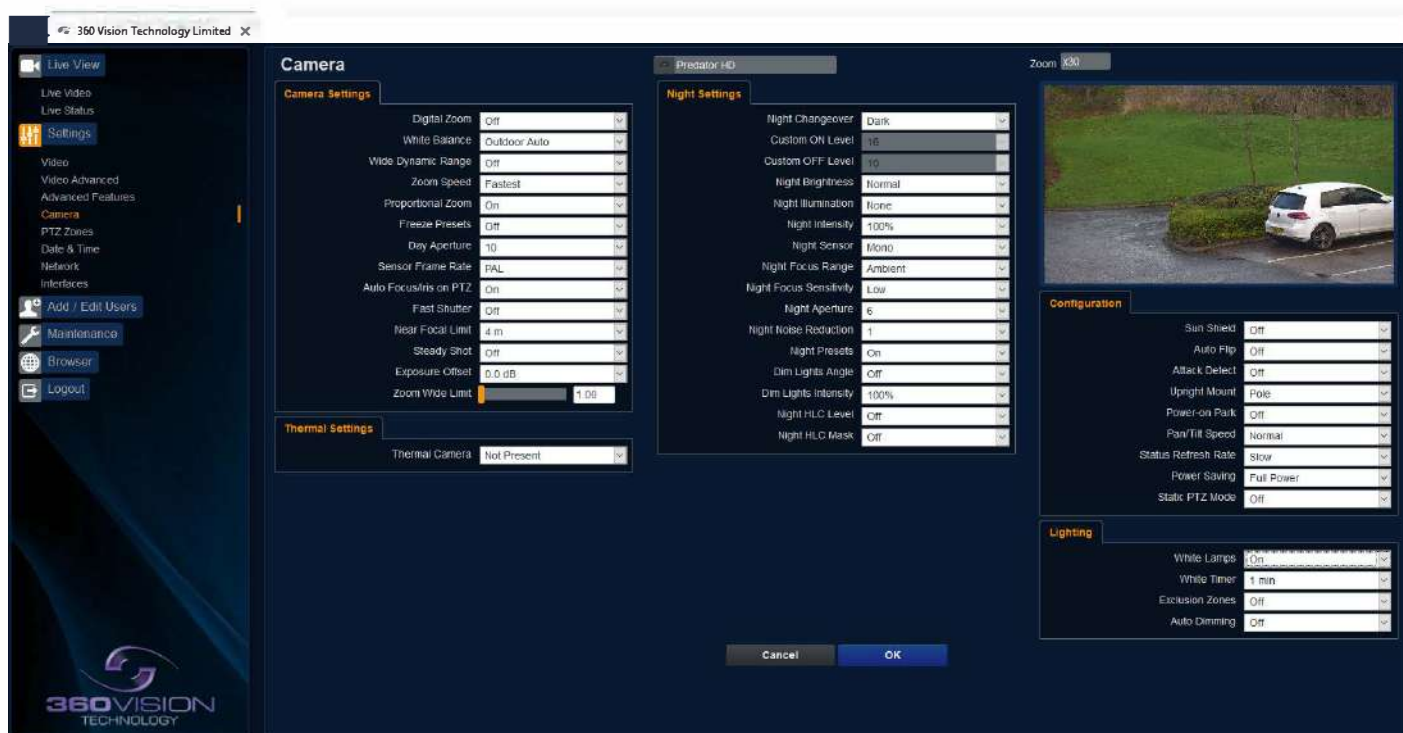 360 Vision Technology Limited
Live View
Live Video
Live Status
Settings
Video
Video Advanced
Advanced Features
Camera
PTZ Zones
Date & Time
Network
Interfaces
Add / Edit Users
Maintenance
Browser
Logout
360VISION
TECHNOLOGY
Camera
Predator HD
Zoom x30
Camera Settings
Digital Zoom Off
White Balance Outdoor Auto
Wide Dynamic Range Off
Zoom Speed Fastest
Proportional Zoom On
Freeze Presets Off
Day Aperture 10
Sensor Frame Rate PAL
Auto Focus/Iris on PTZ On
Fast Shutter Off
Near Focal Limit 4 m
Steady Shot Off
Exposure Offset 0.0 dB
Zoom Wide Limit 1.00
Thermal Settings
Thermal Camera Not Present
Night Settings
Night Changeover Dark
Custom ON Level 16
Custom OFF Level 10
Night Brightness Normal
Night Illumination None
Night Intensity 100%
Night Sensor Mono
Night Focus Range Ambient
Night Focus Sensitivity Low
Night Aperture 6
Night Noise Reduction 1
Night Presets On
Dim Lights Angle Off
Dim Lights Intensity 100%
Night HLC Level Off
Night HLC Mask Off
Configuration
Sun Shield Off
Auto Flip Off
Attack Detect Off
Upright Mount Pole
Power-on Park Off
Pan/Tilt Speed Normal
Status Refresh Rate Slow
Power Saving Full Power
Static PTZ Mode Off
Lighting
White Lamps On
White Timer 1 min
Exclusion Zones Off
Auto Dimming Off
Cancel
OK